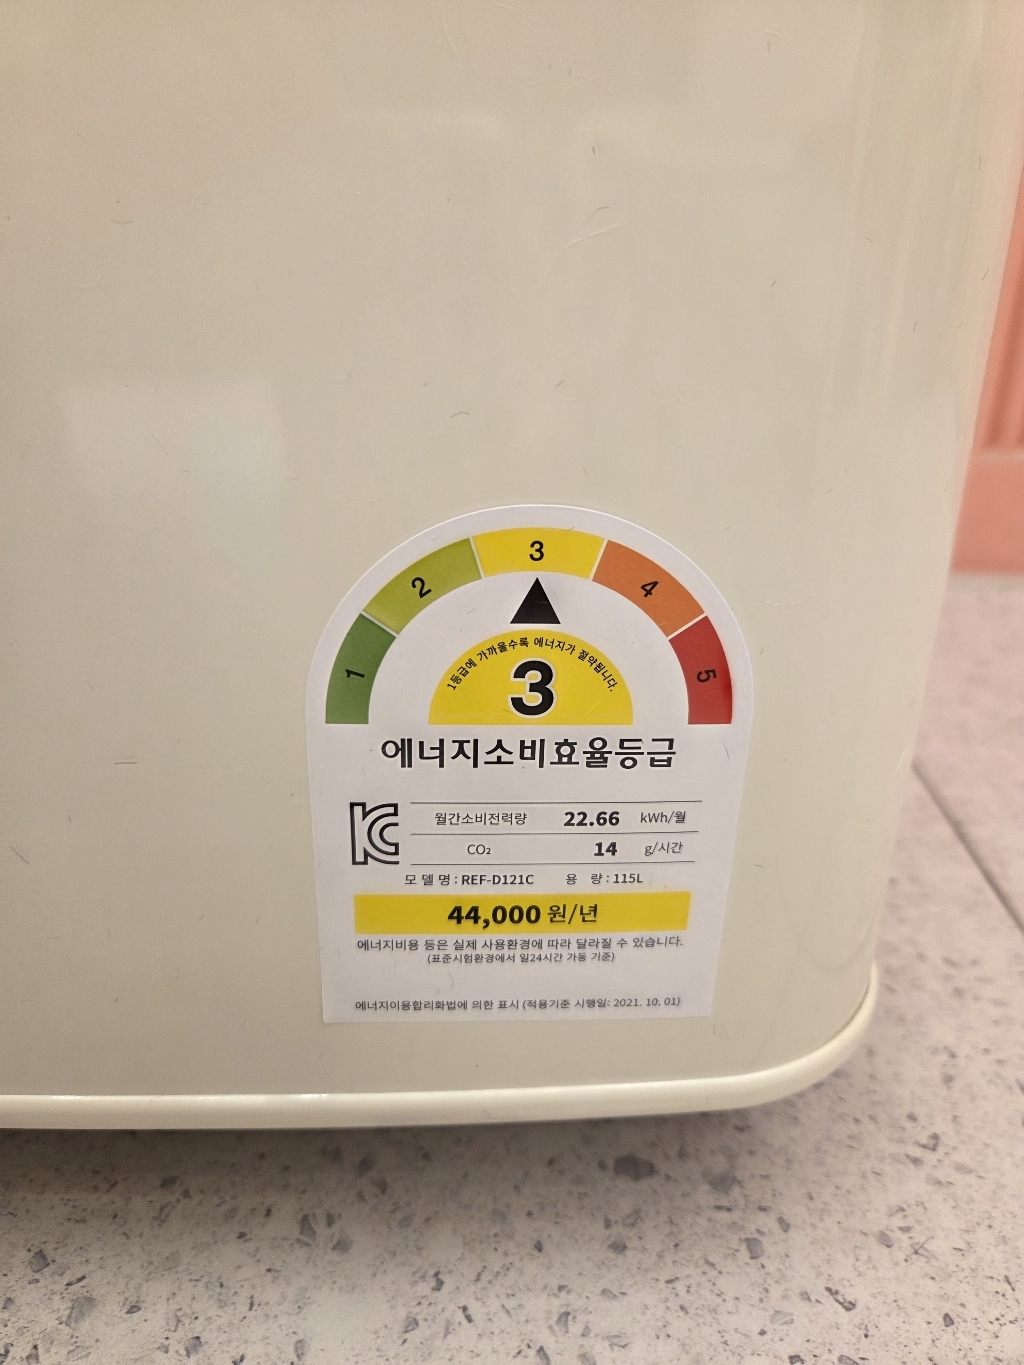 1
2
3
4
5
1등급에 가까울수록 에너지가 절약됩니다.
3
에너지소비효율등급
KC
월간소비전력량 22.66 kWh/월
CO₂ 14 g/시간
모 델 명 : REF-D121C 용 량 : 115L
44,000 원/년
에너지비용 등은 실제 사용환경에 따라 달라질 수 있습니다.
(표준시험환경에서 일24시간 가동 기준)
에너지이용합리화법에 의한 표시 (적용기준 시행일: 2021. 10. 01)